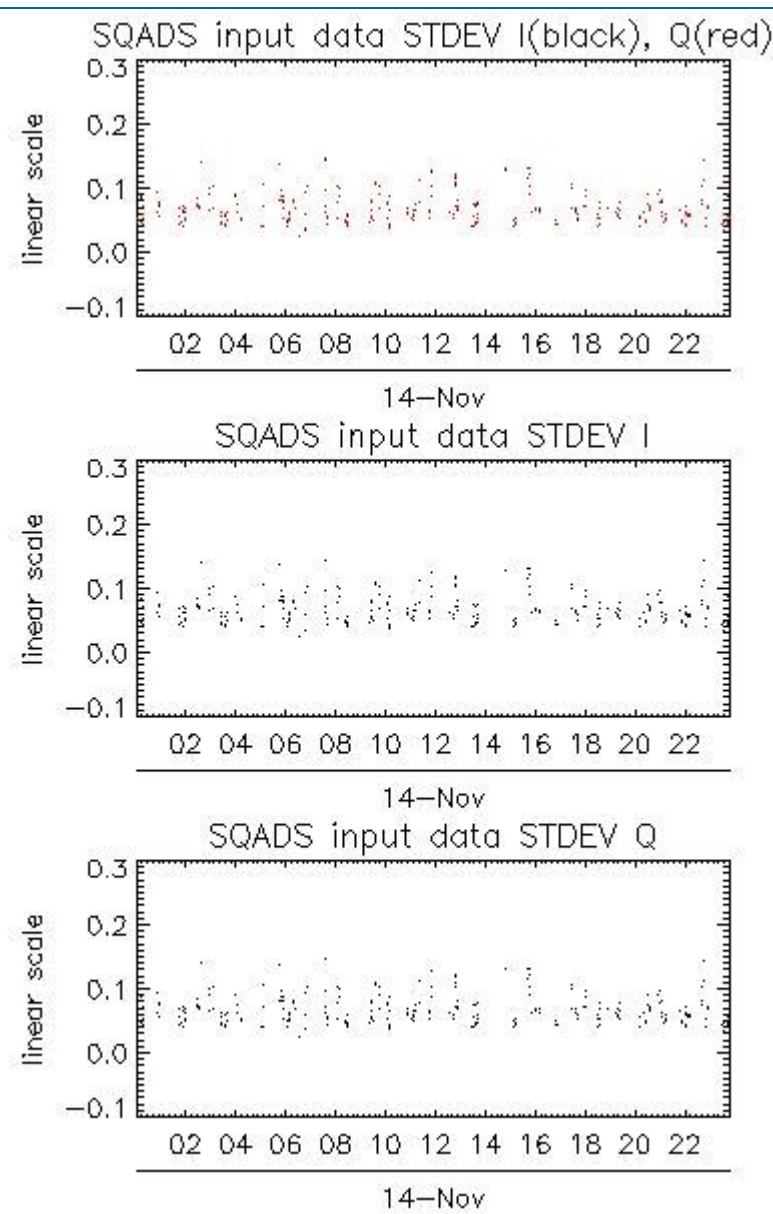 SQADS input data STDEV I(black), Q(red)
0.3
0.2
0.1
0.0
−0.1
linear scale
02 04 06 08 10 12 14 16 18 20 22
14−Nov
SQADS input data STDEV I
0.3
0.2
0.1
0.0
−0.1
linear scale
02 04 06 08 10 12 14 16 18 20 22
14−Nov
SQADS input data STDEV Q
0.3
0.2
0.1
0.0
−0.1
linear scale
02 04 06 08 10 12 14 16 18 20 22
14−Nov